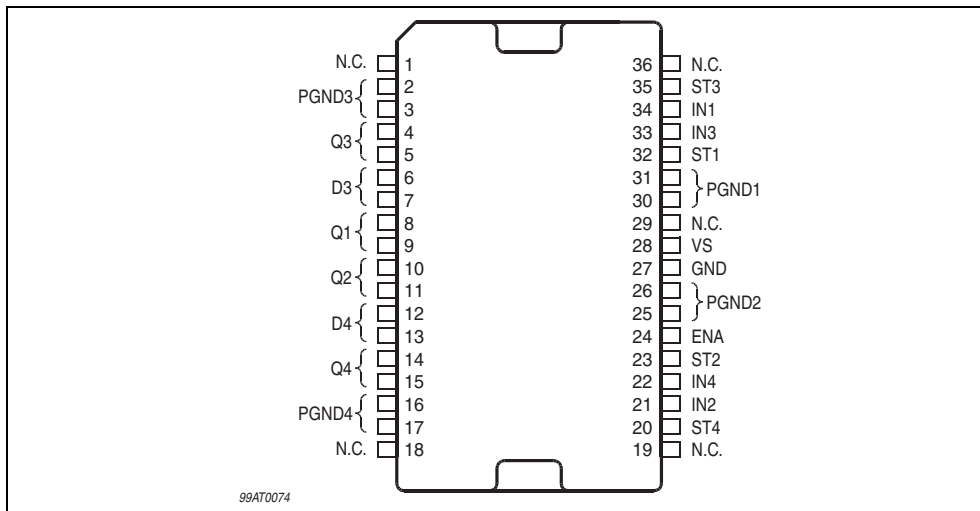 N.C. 1 36 N.C.
2 35 ST3
PGND3
3 34 IN1
4 33 IN3
Q3
5 32 ST1
6 31
D3 PGND1
7 30
8 29 N.C.
Q1
9 28 VS
10 27 GND
Q2
11 26
PGND2
12 25
D4
13 24 ENA
14 23 ST2
Q4
15 22 IN4
16 21 IN2
PGND4
17 20 ST4
N.C. 18 19 N.C.
99AT0074